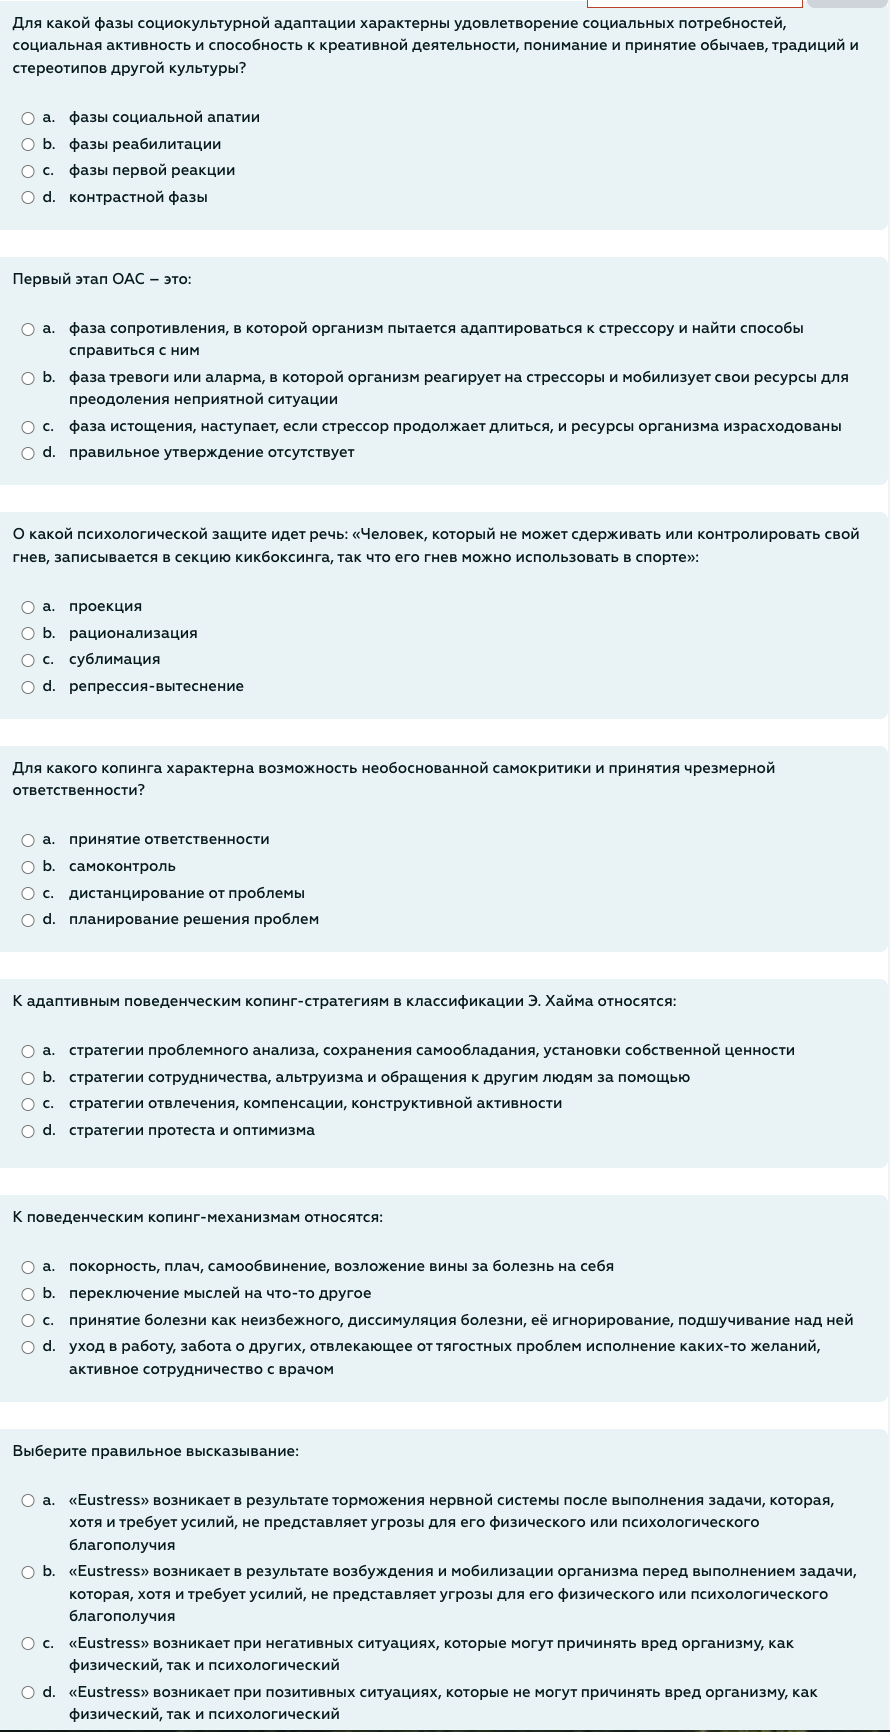 Для какой фазы социокультурной адаптации характерны удовлетворение социальных потребностей,
социальная активность и способность к креативной деятельности, понимание и принятие обычаев, традиций и
стереотипов другой культуры?
a. фазы социальной апатии
b. фазы реабилитации
c. фазы первой реакции
d. контрастной фазы
Первый этап ОАС – это:
a. фаза сопротивления, в которой организм пытается адаптироваться к стрессору и найти способы
справиться с ним
b. фаза тревоги или аларма, в которой организм реагирует на стрессоры и мобилизует свои ресурсы для
преодоления неприятной ситуации
c. фаза истощения, наступает, если стрессор продолжает длиться, и ресурсы организма израсходованы
d. правильное утверждение отсутствует
О какой психологической защите идет речь: «Человек, который не может сдерживать или контролировать свой
гнев, записывается в секцию кикбоксинга, так что его гнев можно использовать в спорте»:
a. проекция
b. рационализация
c. сублимация
d. репрессия-вытеснение
Для какого копинга характерна возможность необоснованной самокритики и принятия чрезмерной
ответственности?
a. принятие ответственности
b. самоконтроль
c. дистанцирование от проблемы
d. планирование решения проблем
К адаптивным поведенческим копинг-стратегиям в классификации Э. Хайма относятся:
a. стратегии проблемного анализа, сохранения самообладания, установки собственной ценности
b. стратегии сотрудничества, альтруизма и обращения к другим людям за помощью
c. стратегии отвлечения, компенсации, конструктивной активности
d. стратегии протеста и оптимизма
К поведенческим копинг-механизмам относятся:
a. покорность, плач, самообвинение, возложение вины за болезнь на себя
b. переключение мыслей на что-то другое
c. принятие болезни как неизбежного, диссимуляция болезни, её игнорирование, подшучивание над ней
d. уход в работу, забота о других, отвлекающее от тягостных проблем исполнение каких-то желаний,
активное сотрудничество с врачом
Выберите правильное высказывание:
a. «Eustress» возникает в результате торможения нервной системы после выполнения задачи, которая,
хотя и требует усилий, не представляет угрозы для его физического или психологического
благополучия
b. «Eustress» возникает в результате возбуждения и мобилизации организма перед выполнением задачи,
которая, хотя и требует усилий, не представляет угрозы для его физического или психологического
благополучия
c. «Eustress» возникает при негативных ситуациях, которые могут причинять вред организму, как
физический, так и психологический
d. «Eustress» возникает при позитивных ситуациях, которые не могут причинять вред организму, как
физический, так и психологический